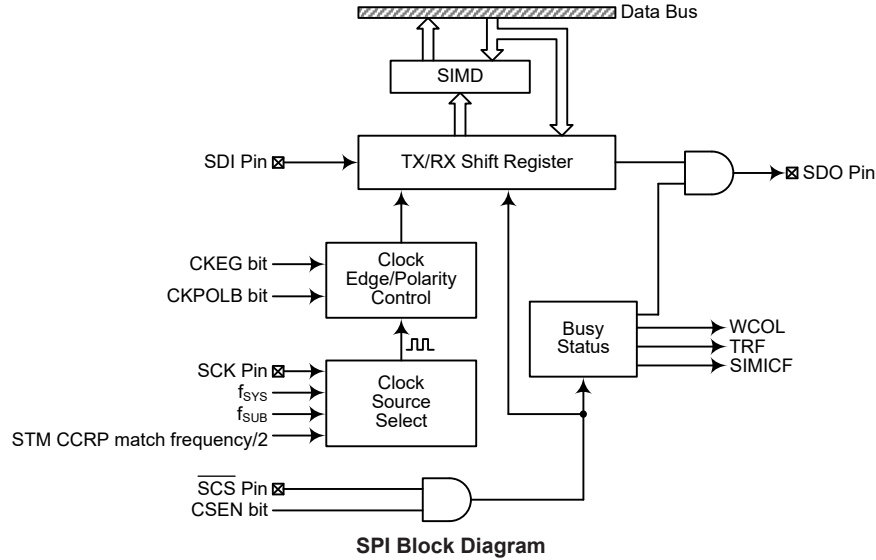 Data Bus
SIMD
SDI Pin
TX/RX Shift Register
SDO Pin
CKEG bit
CKPOLB bit
Clock
Edge/Polarity
Control
Busy
Status
WCOL
TRF
SIMICF
SCK Pin
fSYS
fSUB
STM CCRP match frequency/2
Clock
Source
Select
SCS Pin
CSEN bit
SPI Block Diagram